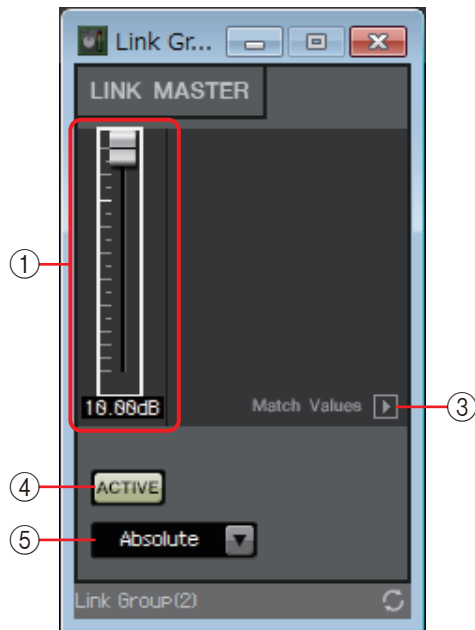 Link Gr...
LINK MASTER
①
10.00dB
Match Values
③
④
ACTIVE
⑤
Absolute
Link Group(2)